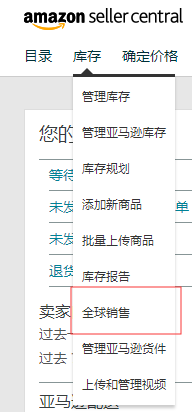 amazon seller central
目录 库存 确定价格
管理库存
您的
管理亚马逊库存
等待
库存规划
未发
添加新商品
单
未发
批量上传商品
退货
库存报告
卖家
全球销售
过去
管理亚马逊货件
过去
上传和管理视频